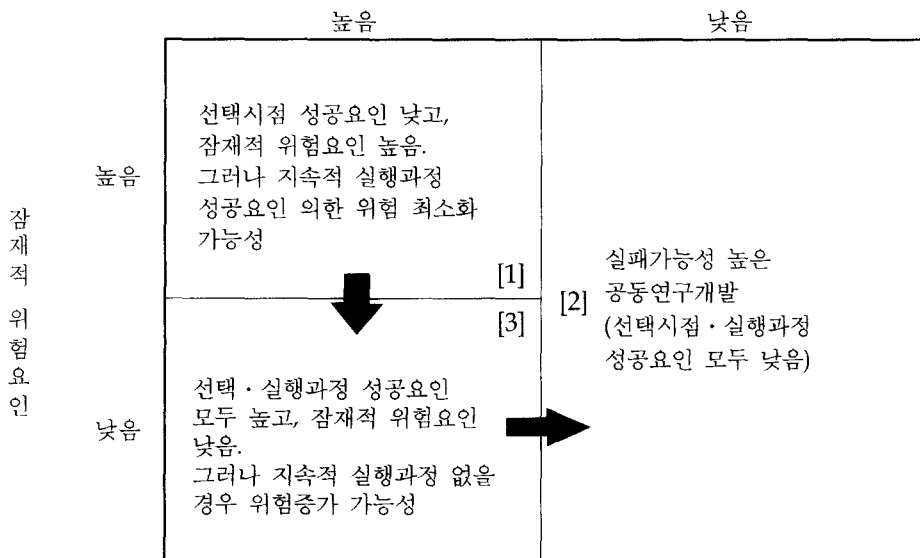 높음
낮음
선택시점 성공요인 낮고,
잠재적 위험요인 높음.
그러나 지속적 실행과정
성공요인 의한 위험 최소화
가능성
[1]
높음
잠재적 위험요인
[2]
실패가능성 높은
공동연구개발
(선택시점·실행과정
성공요인 모두 낮음)
[3]
낮음
선택·실행과정 성공요인
모두 높고, 잠재적 위험요인
낮음.
그러나 지속적 실행과정 없을
경우 위험증가 가능성